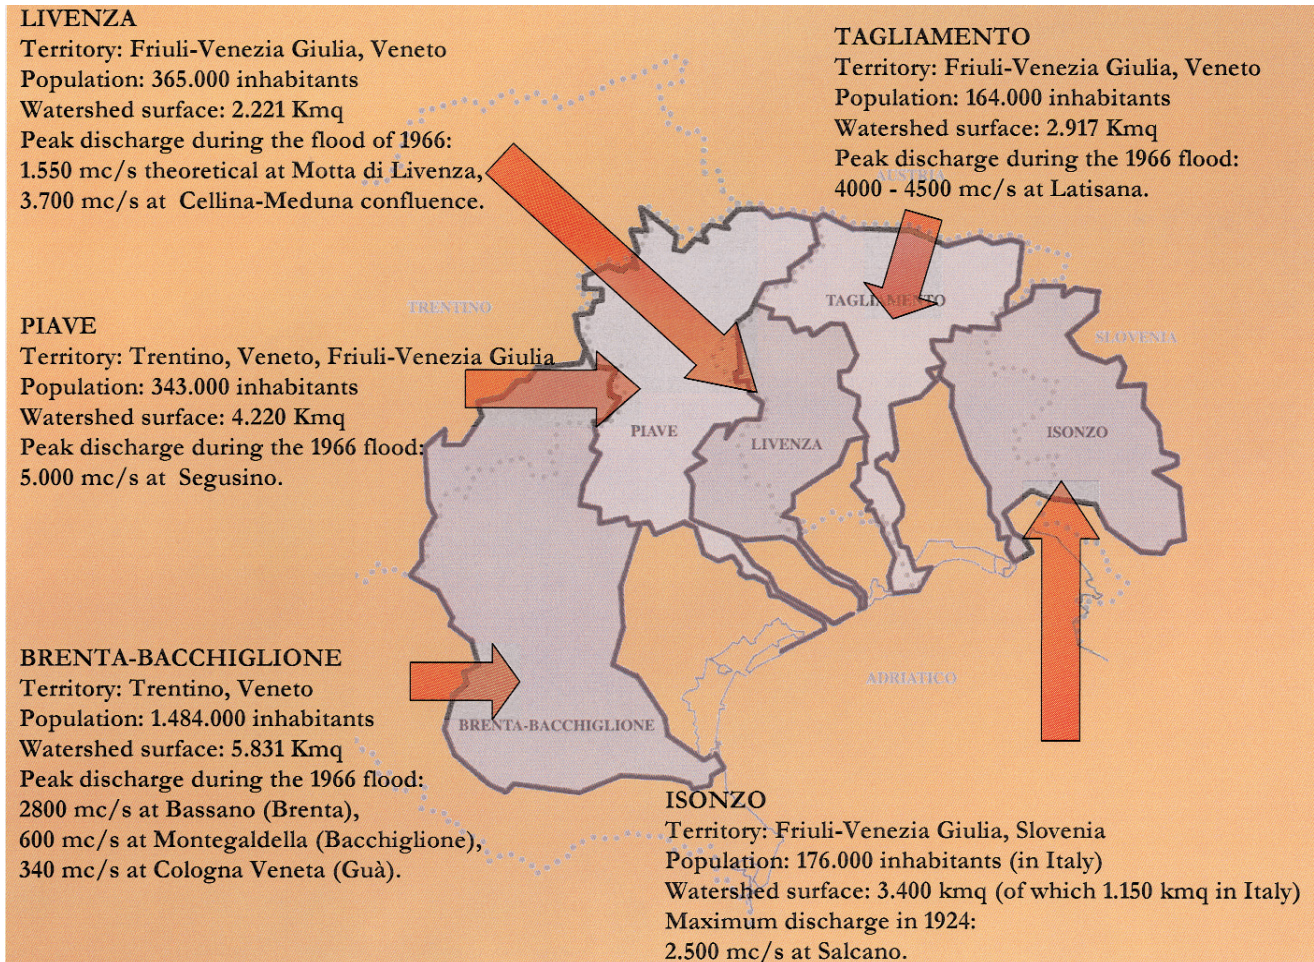 LIVENZA
Territory: Friuli-Venezia Giulia, Veneto
Population: 365.000 inhabitants
Watershed surface: 2.221 Kmq
Peak discharge during the flood of 1966:
1.550 mc/s theoretical at Motta di Livenza,
3.700 mc/s at Cellina-Meduna confluence.
TAGLIAMENTO
Territory: Friuli-Venezia Giulia, Veneto
Population: 164.000 inhabitants
Watershed surface: 2.917 Kmq
Peak discharge during the 1966 flood:
4000 - 4500 mc/s at Latisana.
AUSTRIA
TRENTINO
TAGLIAMENTO
SLOVENIA
PIAVE
Territory: Trentino, Veneto, Friuli-Venezia Giulia
Population: 343.000 inhabitants
Watershed surface: 4.220 Kmq
Peak discharge during the 1966 flood:
5.000 mc/s at Segusino.
PIAVE
LIVENZA
ISONZO
BRENTA-BACCHIGLIONE
Territory: Trentino, Veneto
Population: 1.484.000 inhabitants
Watershed surface: 5.831 Kmq
Peak discharge during the 1966 flood:
2800 mc/s at Bassano (Brenta),
600 mc/s at Montegaldella (Bacchiglione),
340 mc/s at Cologna Veneta (Guà).
ADRIATICO
BRENTA-BACCHIGLIONE
ISONZO
Territory: Friuli-Venezia Giulia, Slovenia
Population: 176.000 inhabitants (in Italy)
Watershed surface: 3.400 kmq (of which 1.150 kmq in Italy)
Maximum discharge in 1924:
2.500 mc/s at Salcano.